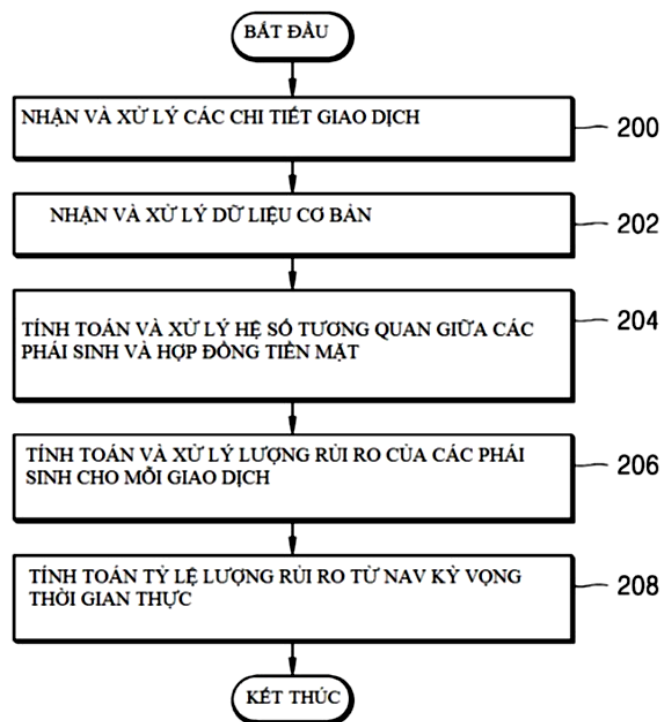 BẮT ĐẦU
NHẬN VÀ XỬ LÝ CÁC CHI TIẾT GIAO DỊCH
200
NHẬN VÀ XỬ LÝ DỮ LIỆU CƠ BẢN
202
TÍNH TOÁN VÀ XỬ LÝ HỆ SỐ TƯƠNG QUAN GIỮA CÁC
PHÁI SINH VÀ HỢP ĐỒNG TIỀN MẶT
204
TÍNH TOÁN VÀ XỬ LÝ LƯỢNG RỦI RO CỦA CÁC PHÁI
SINH CHO MỖI GIAO DỊCH
206
TÍNH TOÁN TỶ LỆ LƯỢNG RỦI RO TỪ NAV KỲ VỌNG
THỜI GIAN THỰC
208
KẾT THÚC